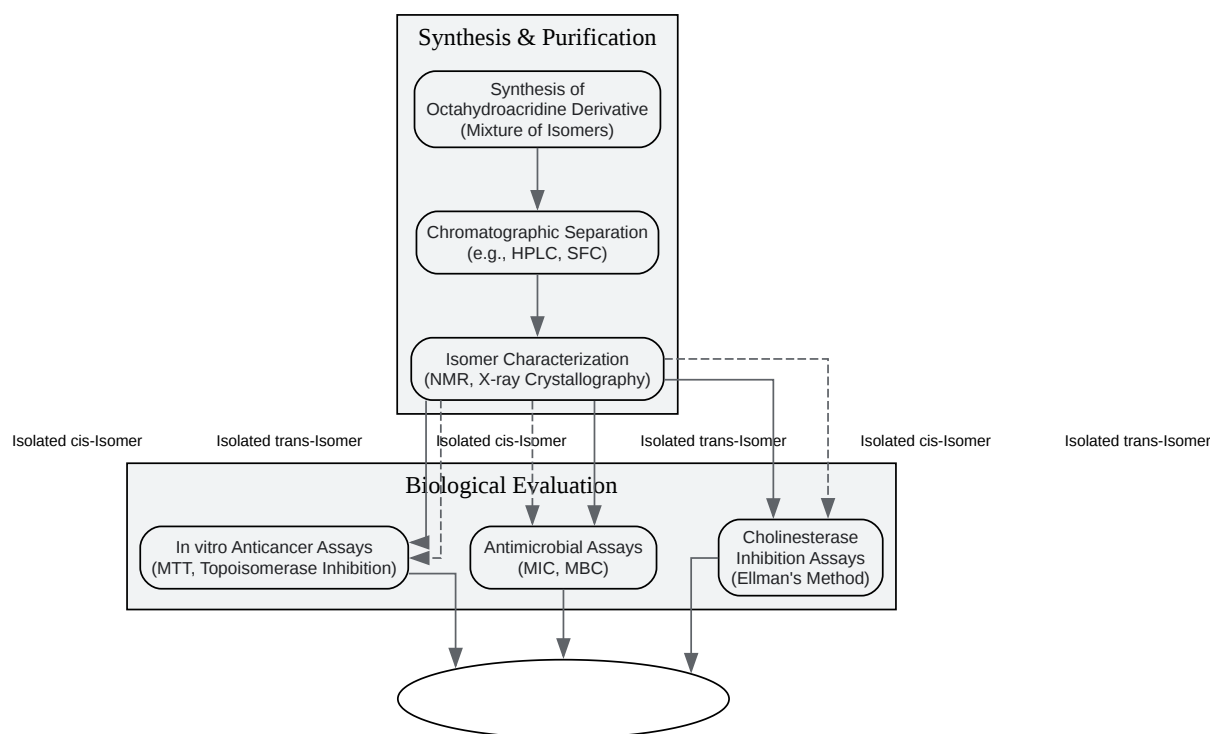 Synthesis & Purification
Synthesis of
Octahydroacridine Derivative
(Mixture of Isomers)
Chromatographic Separation
(e.g., HPLC, SFC)
Isomer Characterization
(NMR, X-ray Crystallography)
Isolated cis-Isomer
Isolated trans-Isomer
Isolated cis-Isomer
Isolated trans-Isomer
Isolated cis-Isomer
Isolated trans-Isomer
Biological Evaluation
In vitro Anticancer Assays
(MTT, Topoisomerase Inhibition)
Antimicrobial Assays
(MIC, MBC)
Cholinesterase
Inhibition Assays
(Ellman's Method)